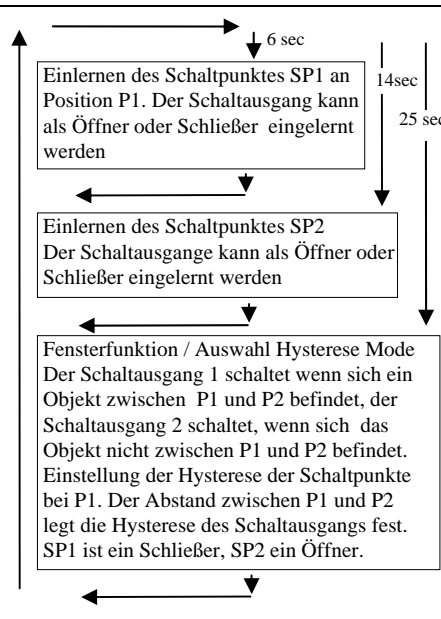 6 sec
Einlernen des Schaltpunktes SP1 an
Position P1. Der Schaltausgang kann
als Öffner oder Schließer eingelernt
werden
14sec
25 sec
Einlernen des Schaltpunktes SP2
Der Schaltausgange kann als Öffner oder
Schließer eingelernt werden
Fensterfunktion / Auswahl Hysterese Mode
Der Schaltausgang 1 schaltet wenn sich ein
Objekt zwischen P1 und P2 befindet, der
Schaltausgang 2 schaltet, wenn sich das
Objekt nicht zwischen P1 und P2 befindet.
Einstellung der Hysterese der Schaltpunkte
bei P1. Der Abstand zwischen P1 und P2
legt die Hysterese des Schaltausgangs fest.
SP1 ist ein Schließer, SP2 ein Öffner.